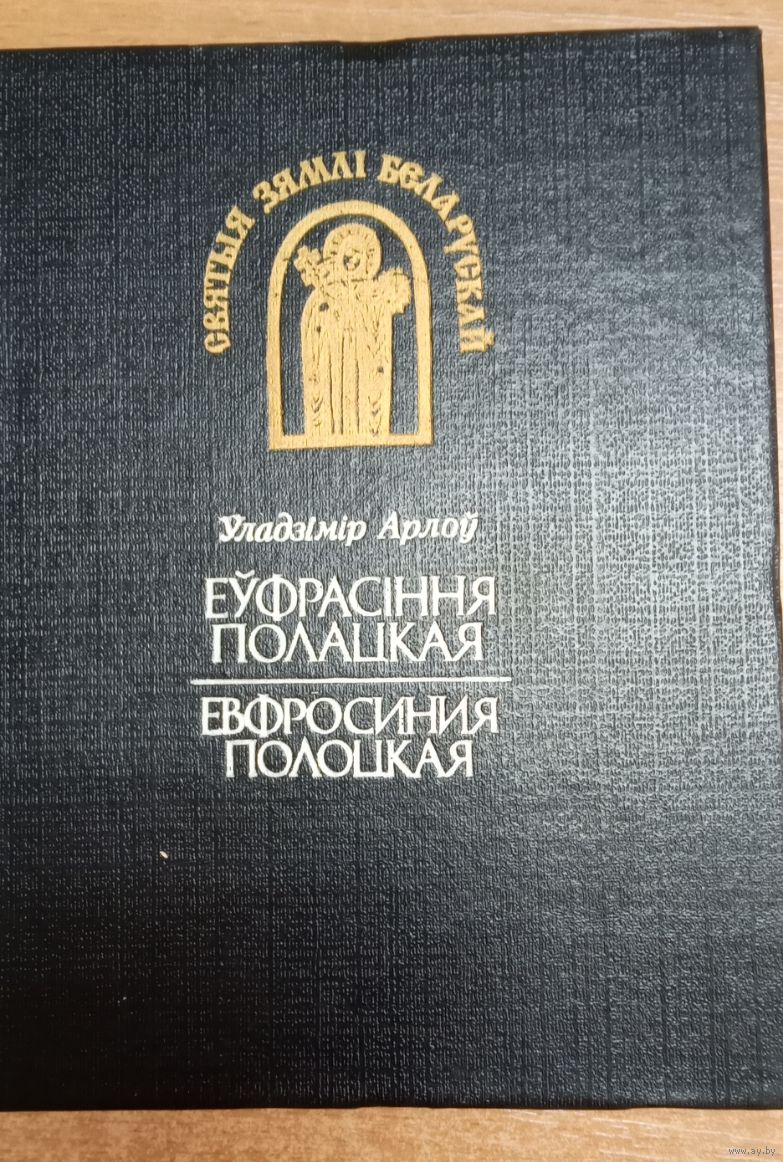 СВЯТЫЯ ЗЯМЛІ БЕЛАРУСКАЙ
Уладзімір Арлоў
ЕЎФРАСІННЯ
ПОЛАЦКАЯ
ЕВФРОСИНИЯ
ПОЛОЦКАЯ
www.ay.by